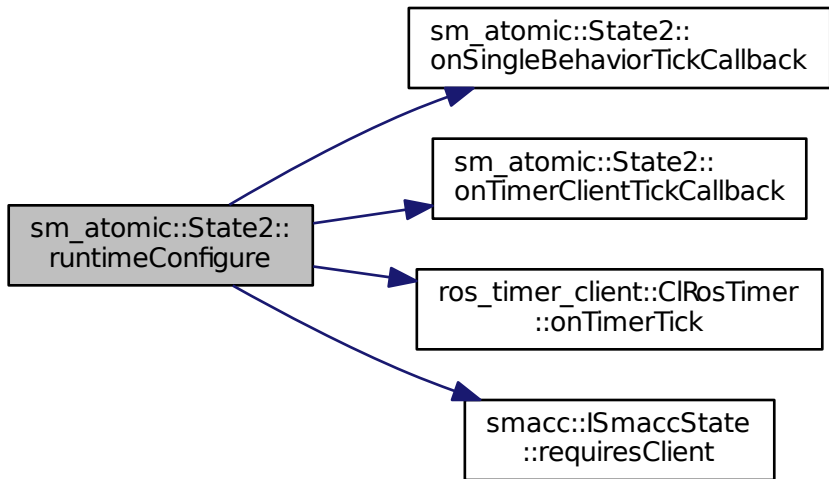 sm_atomic::State2::
runtimeConfigure
sm_atomic::State2::
onSingleBehaviorTickCallback
sm_atomic::State2::
onTimerClientTickCallback
ros_timer_client::ClRosTimer
::onTimerTick
smacc::ISmaccState
::requiresClient